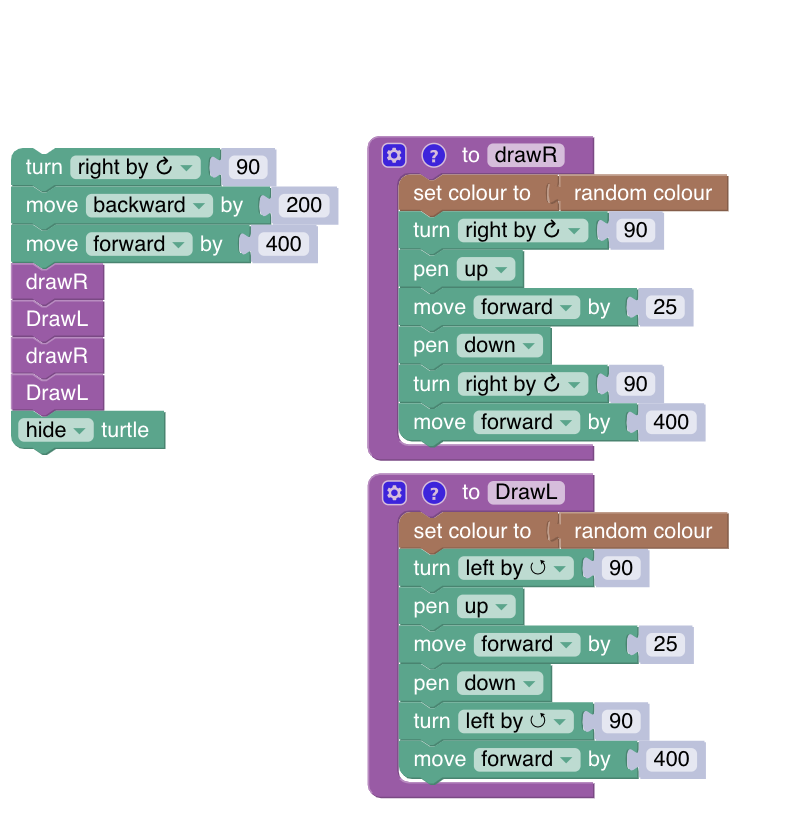 turn right by ↻ 90
move backward by 200
move forward by 400
drawR
DrawL
drawR
DrawL
hide turtle
? to drawR
set colour to random colour
turn right by ↻ 90
pen up
move forward by 25
pen down
turn right by ↻ 90
move forward by 400
? to DrawL
set colour to random colour
turn left by ↺ 90
pen up
move forward by 25
pen down
turn left by ↺ 90
move forward by 400